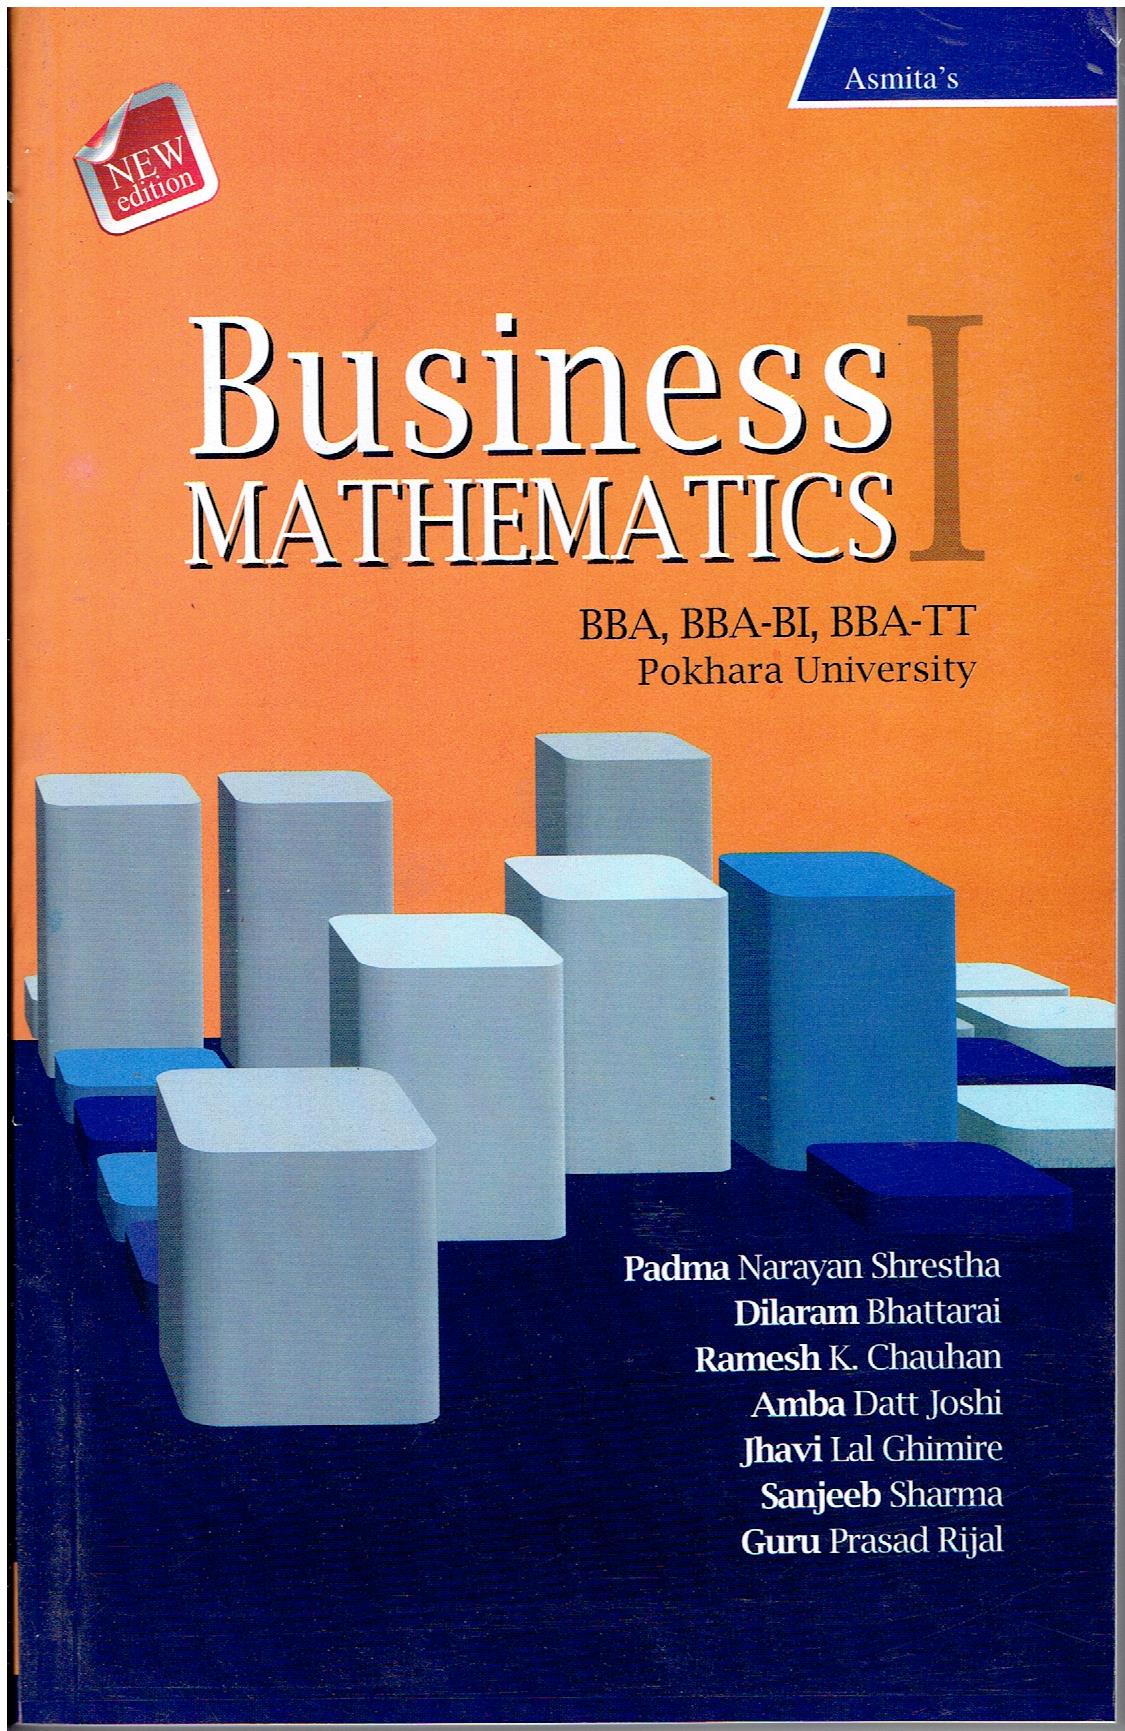 Asmita's
NEW
edition
Business I
MATHEMATICS
BBA, BBA-BI, BBA-TT
Pokhara University
Padma Narayan Shrestha
Dilaram Bhattarai
Ramesh K. Chauhan
Amba Datt Joshi
Jhavi Lal Ghimire
Sanjeeb Sharma
Guru Prasad Rijal